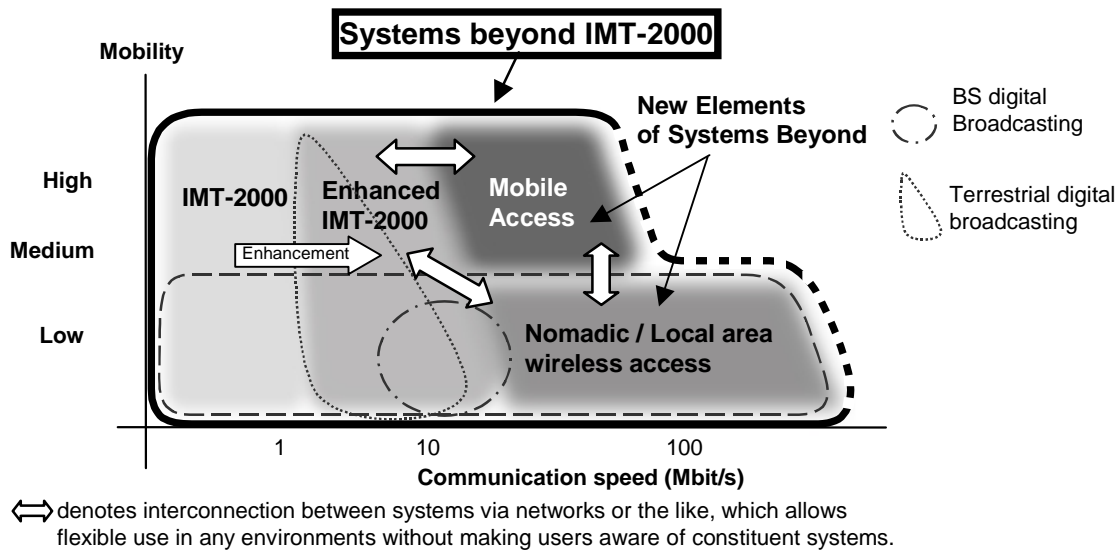 Systems beyond IMT-2000
Mobility
New Elements
of Systems Beyond
BS digital
Broadcasting
High
IMT-2000
Enhanced
IMT-2000
Mobile
Access
Terrestrial digital
broadcasting
Medium
Enhancement
Low
Nomadic / Local area
wireless access
1
10
100
Communication speed (Mbit/s)
denotes interconnection between systems via networks or the like, which allows
flexible use in any environments without making users aware of constituent systems.